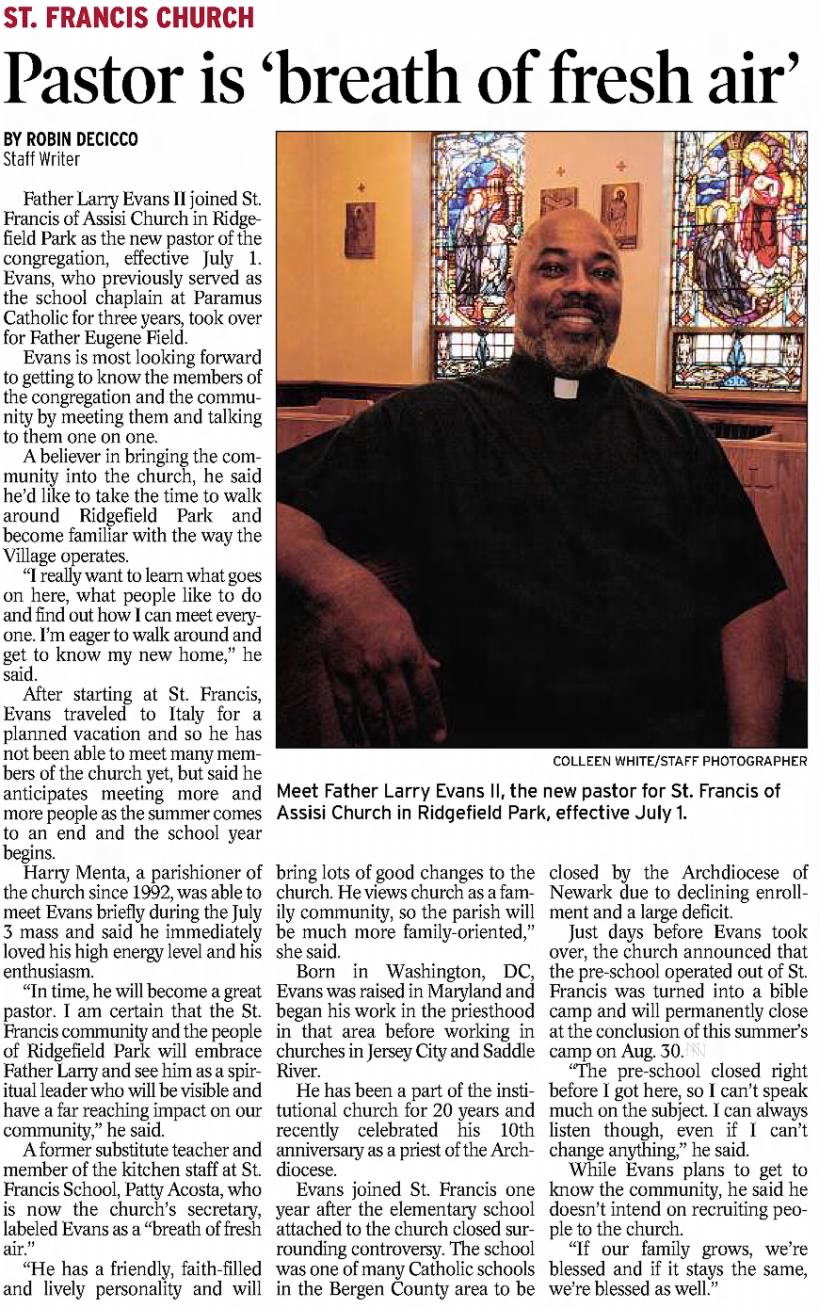 ST. FRANCIS CHURCH
Pastor is ‘breath of fresh air’
BY ROBIN DECICCO
Staff Writer
Father Larry Evans II joined St.
Francis of Assisi Church in Ridge-
field Park as the new pastor of the
congregation, effective July 1.
Evans, who previously served as
the school chaplain at Paramus
Catholic for three years, took over
for Father Eugene Field.
Evans is most looking forward
to getting to know the members of
the congregation and the commu-
nity by meeting them and talking
to them one on one.
A believer in bringing the com-
munity into the church, he said
he’d like to take the time to walk
around Ridgefield Park and
become familiar with the way the
Village operates.
“I really want to learn what goes
on here, what people like to do
and find out how I can meet every-
one. I’m eager to walk around and
get to know my new home,” he
said.
After starting at St. Francis,
Evans traveled to Italy for a
planned vacation and so he has
not been able to meet many mem-
bers of the church yet, but said he
anticipates meeting more and
more people as the summer comes
to an end and the school year
begins.
Harry Menta, a parishioner of
the church since 1992, was able to
meet Evans briefly during the July
3 mass and said he immediately
loved his high energy level and his
enthusiasm.
“In time, he will become a great
pastor. I am certain that the St.
Francis community and the people
of Ridgefield Park will embrace
Father Larry and see him as a spir-
itual leader who will be visible and
have a far reaching impact on our
community,” he said.
A former substitute teacher and
member of the kitchen staff at St.
Francis School, Patty Acosta, who
is now the church’s secretary,
labeled Evans as a “breath of fresh
air.”
“He has a friendly, faith-filled
and lively personality and will
COLLEEN WHITE/STAFF PHOTOGRAPHER
Meet Father Larry Evans II, the new pastor for St. Francis of
Assisi Church in Ridgefield Park, effective July 1.
bring lots of good changes to the
church. He views church as a fam-
ily community, so the parish will
be much more family-oriented,”
she said.
Born in Washington, DC,
Evans was raised in Maryland and
began his work in the priesthood
in that area before working in
churches in Jersey City and Saddle
River.
He has been a part of the insti-
tutional church for 20 years and
recently celebrated his 10th
anniversary as a priest of the Arch-
diocese.
Evans joined St. Francis one
year after the elementary school
attached to the church closed sur-
rounding controversy. The school
was one of many Catholic schools
in the Bergen County area to be
closed by the Archdiocese of
Newark due to declining enroll-
ment and a large deficit.
Just days before Evans took
over, the church announced that
the pre-school operated out of St.
Francis was turned into a bible
camp and will permanently close
at the conclusion of this summer’s
camp on Aug. 30.
“The pre-school closed right
before I got here, so I can’t speak
much on the subject. I can always
listen though, even if I can’t
change anything,” he said.
While Evans plans to get to
know the community, he said he
doesn’t intend on recruiting peo-
ple to the church.
“If our family grows, we’re
blessed and if it stays the same,
we’re blessed as well.”